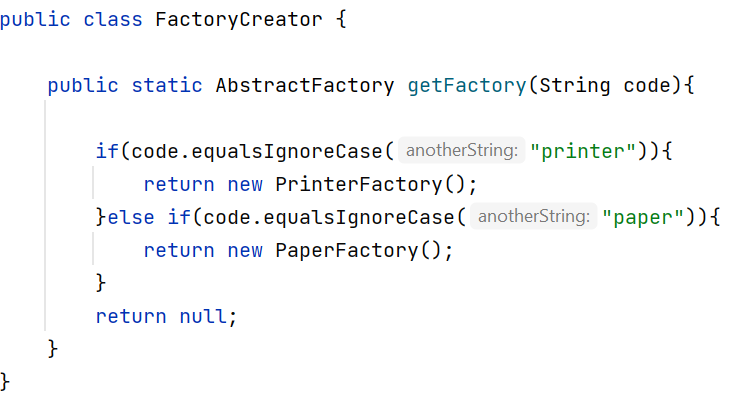 public class FactoryCreator {
public static AbstractFactory getFactory(String code){
if(code.equalsIgnoreCase( anotherString: "printer")){
return new PrinterFactory();
}else if(code.equalsIgnoreCase( anotherString: "paper")){
return new PaperFactory();
}
return null;
}
}